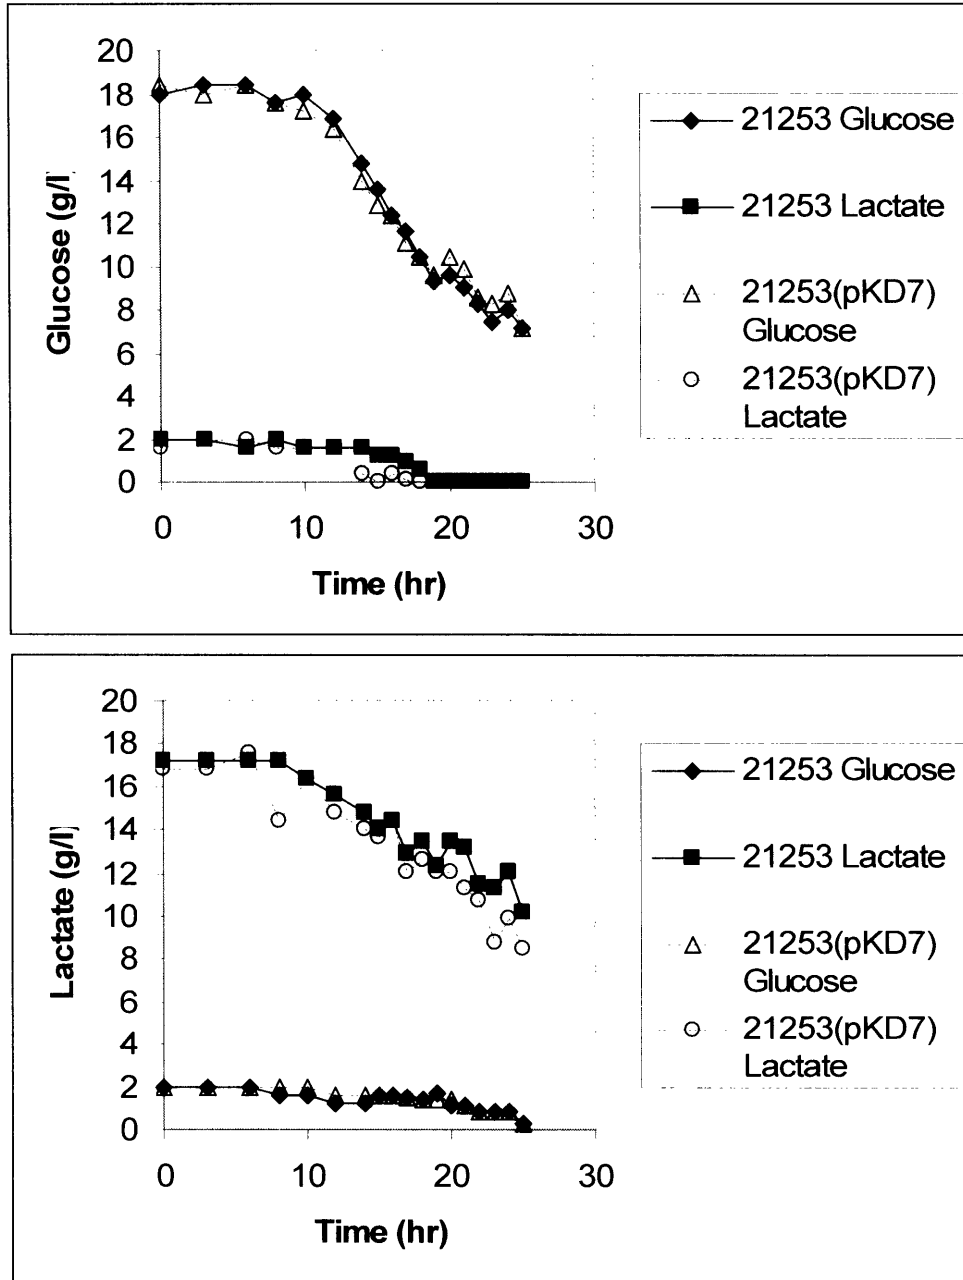 20
18
16
14
12
10
8
6
4
2
0
Glucose (g/l)
0 10 20 30
Time (hr)
21253 Glucose
21253 Lactate
21253(pKD7)
Glucose
21253(pKD7)
Lactate
20
18
16
14
12
10
8
6
4
2
0
Lactate (g/l)
0 10 20 30
Time (hr)
21253 Glucose
21253 Lactate
21253(pKD7)
Glucose
21253(pKD7)
Lactate